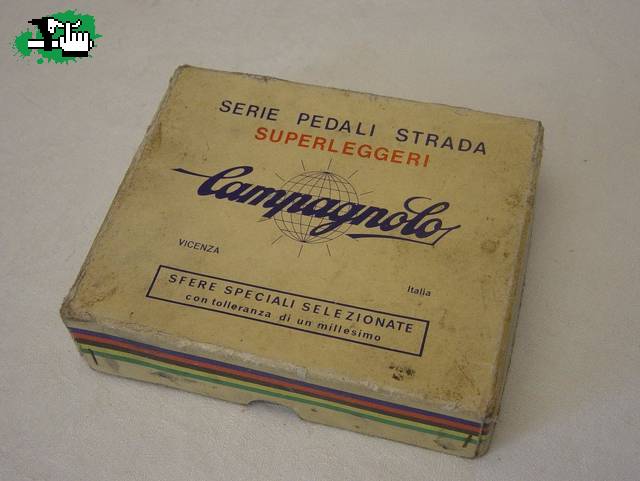 SERIE PEDALI STRADA
SUPERLEGGERI
Campagnolo
VICENZA
Italia
SFERE SPECIALI SELEZIONATE
con tolleranza di un millesimo